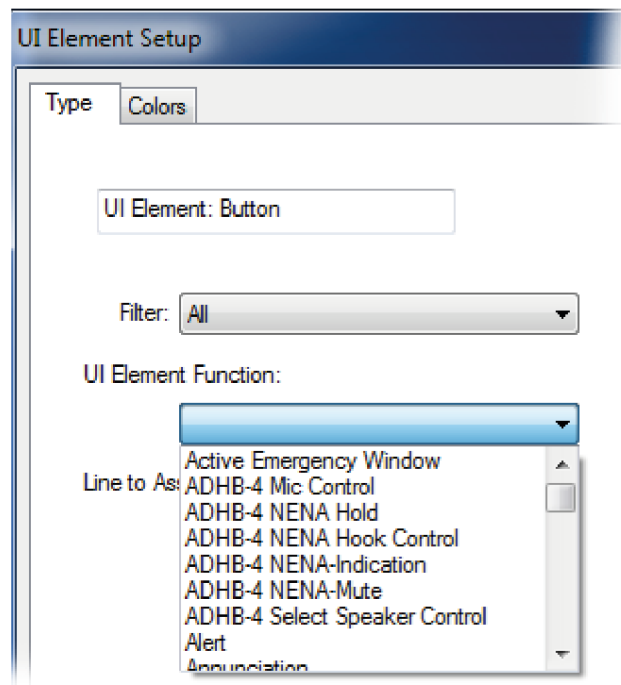 UI Element Setup
Type
Colors
UI Element: Button
Filter: All
UI Element Function:
Active Emergency Window
Line to
ADHB-4 Mic Control
ADHB-4 NENA Hold
ADHB-4 NENA Hook Control
ADHB-4 NENA-Indication
ADHB-4 NENA-Mute
ADHB-4 Select Speaker Control
Alert
Annunciation